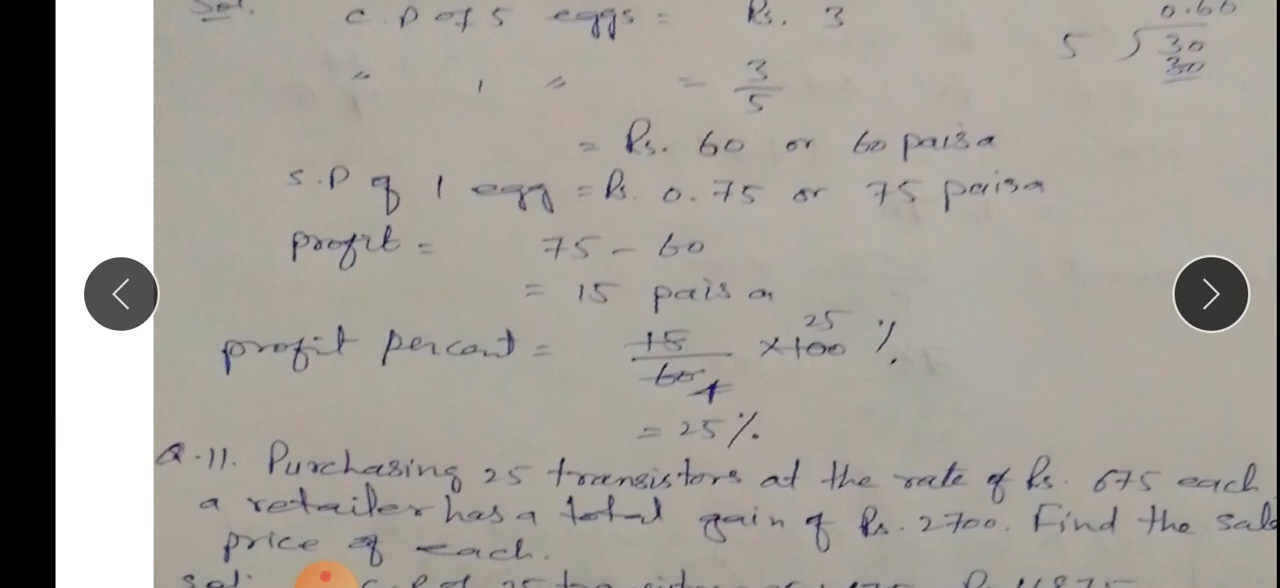 Sol. C.P of 5 eggs = Rs. 3
" 1 " = 3/5
= Rs. 60 or 60 paisa
S.P of 1 egg = Rs. 0.75 or 75 paisa
profit = 75 - 60
= 15 paisa
profit percent = 15/60 4 × 100 25 %
= 25%
Q.11. Purchasing 25 transistors at the rate of Rs. 675 each
a retailer has a total gain of Rs. 2700. Find the sale
price of each.
Sol.
0.60
5 ) 30
30